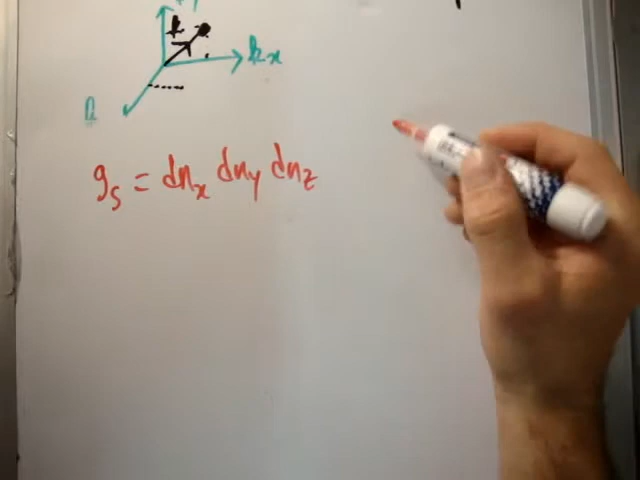 k
kx
gs = dnx dny dnz